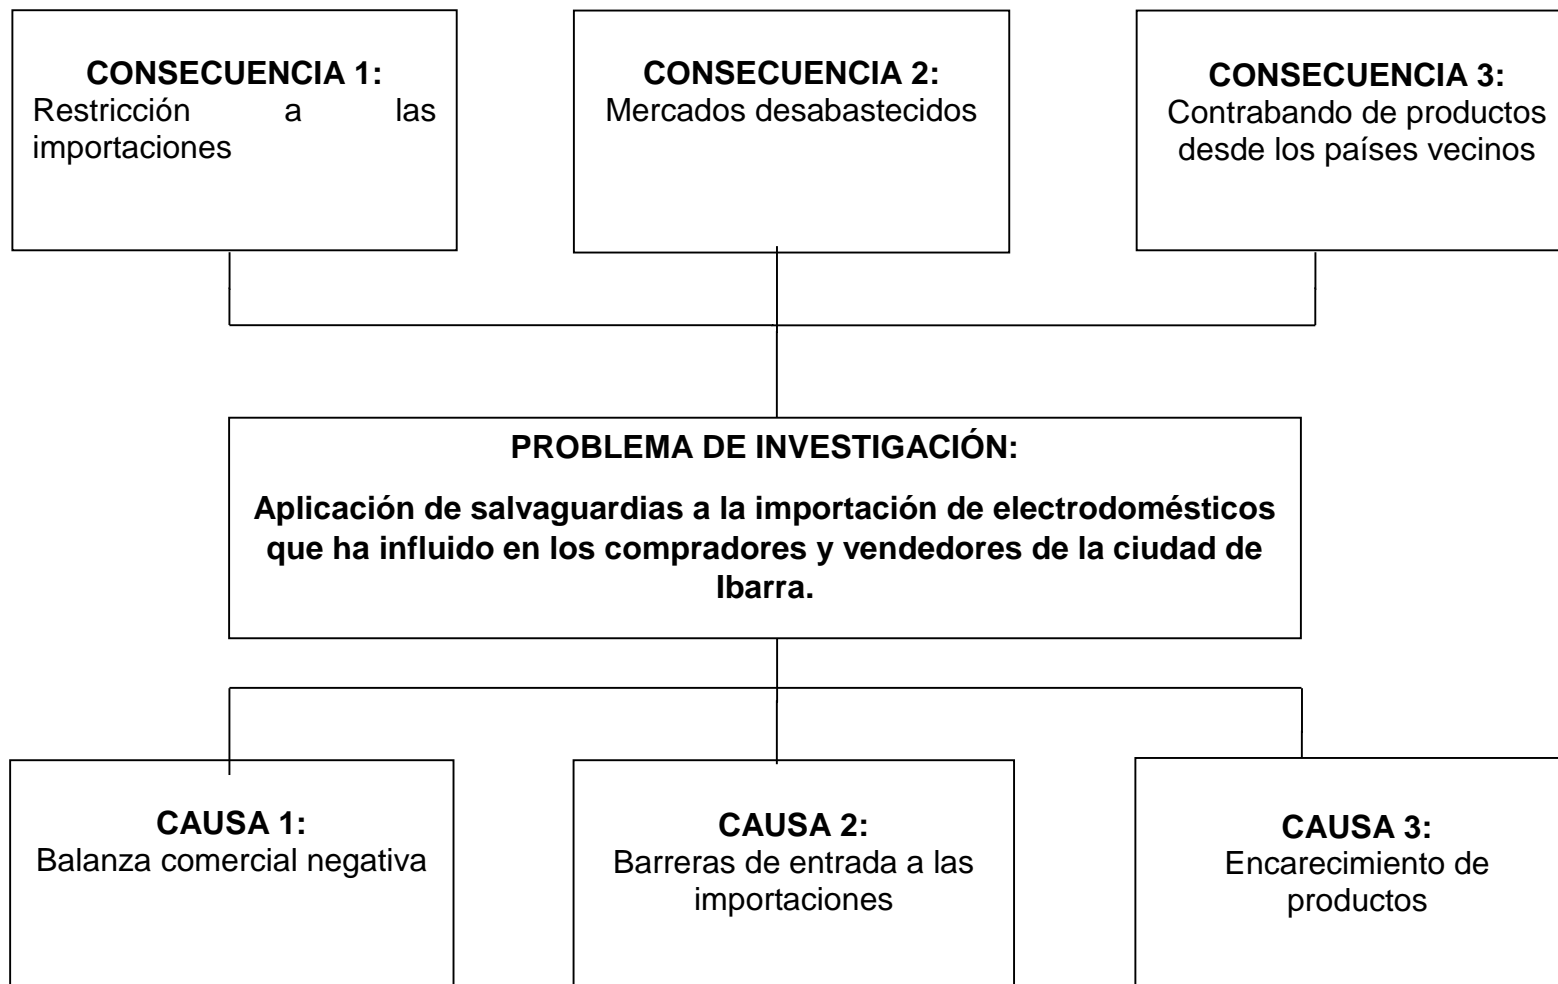 CONSECUENCIA 1:
Restricción a las
importaciones
CONSECUENCIA 2:
Mercados desabastecidos
CONSECUENCIA 3:
Contrabando de productos
desde los países vecinos
PROBLEMA DE INVESTIGACIÓN:
Aplicación de salvaguardias a la importación de electrodomésticos
que ha influido en los compradores y vendedores de la ciudad de
Ibarra.
CAUSA 1:
Balanza comercial negativa
CAUSA 2:
Barreras de entrada a las
importaciones
CAUSA 3:
Encarecimiento de
productos